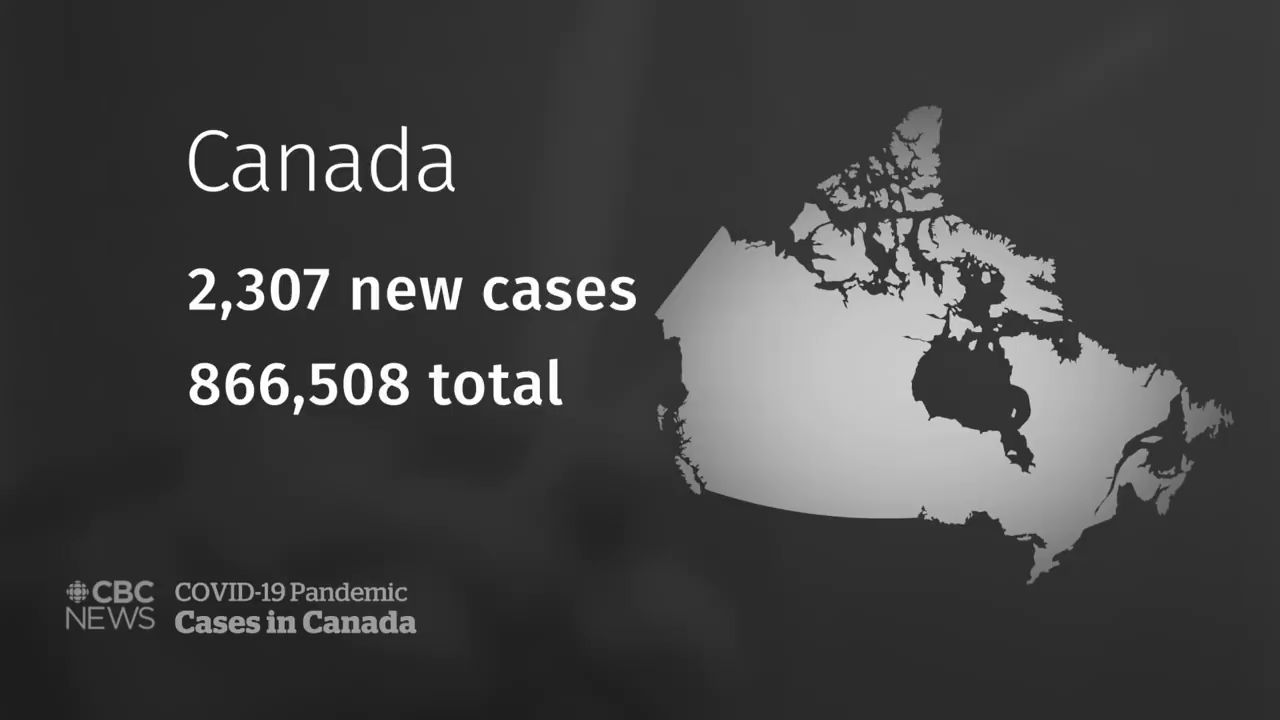 Canada
2,307 new cases
866,508 total
CBC
NEWS
COVID-19 Pandemic
Cases in Canada